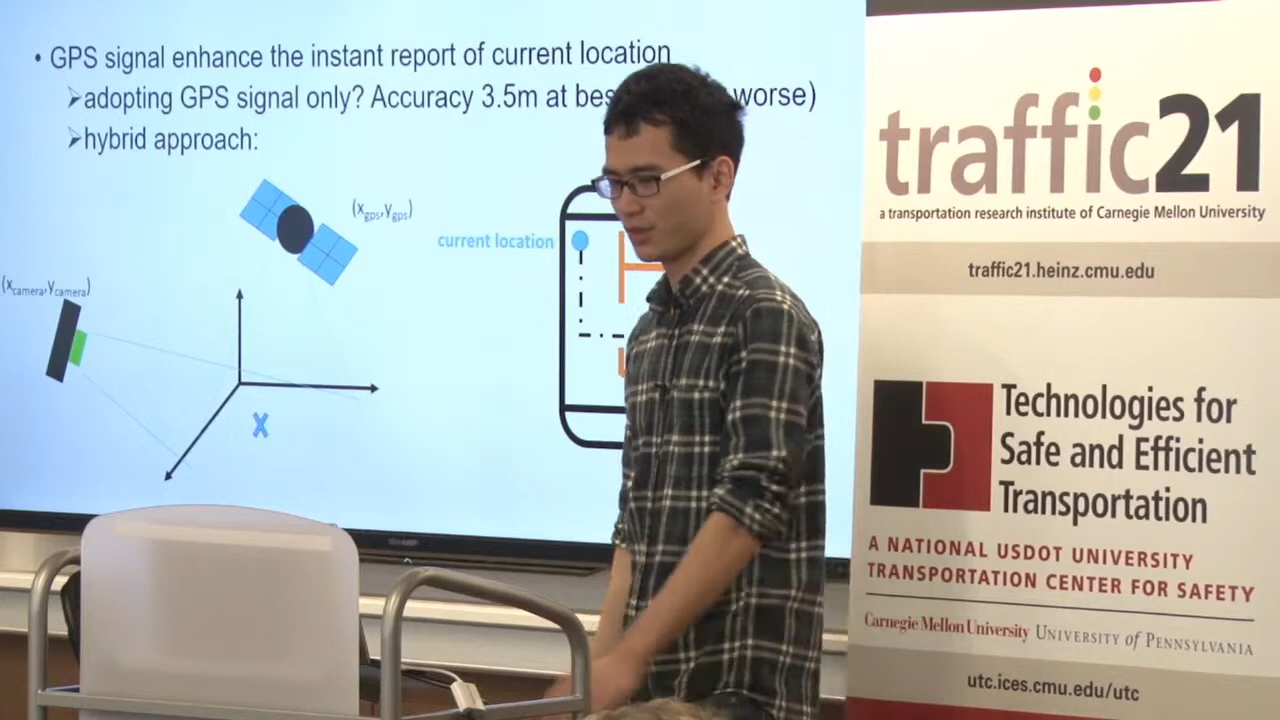 • GPS signal enhance the instant report of current location
➢adopting GPS signal only? Accuracy 3.5m at bes worse)
➢hybrid approach:
(xgps,ygps)
current location
(xcamera,ycamera)
X
traffic21
a transportation research institute of Carnegie Mellon University
traffic21.heinz.cmu.edu
Technologies for
Safe and Efficient
Transportation
A NATIONAL USDOT UNIVERSITY
TRANSPORTATION CENTER FOR SAFETY
Carnegie Mellon University UNIVERSITY of PENNSYLVANIA
utc.ices.cmu.edu/utc